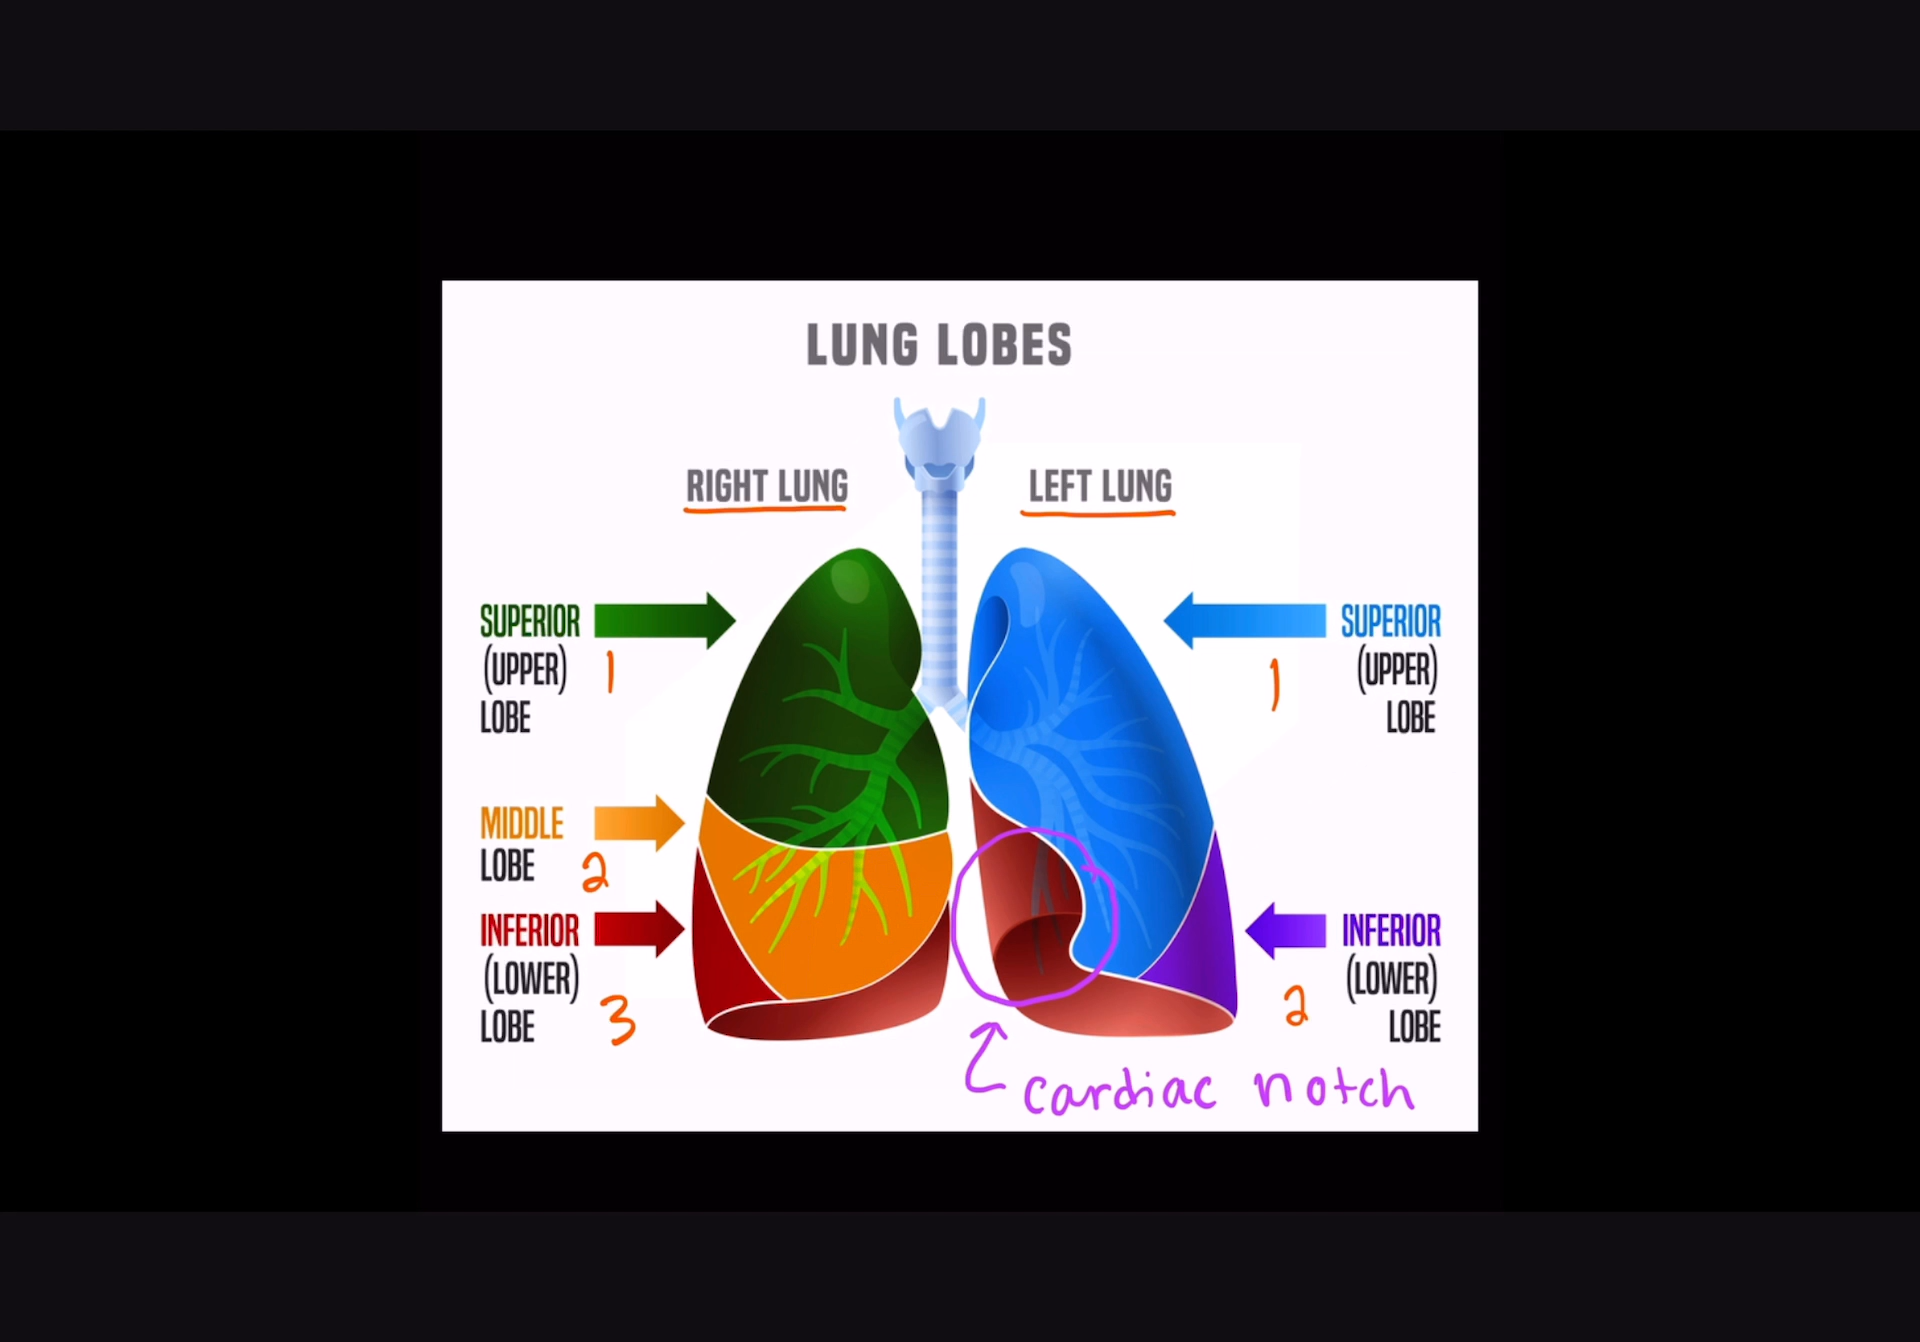 LUNG LOBES
RIGHT LUNG
LEFT LUNG
SUPERIOR
(UPPER)
LOBE
1
MIDDLE
LOBE
2
INFERIOR
(LOWER)
LOBE
3
SUPERIOR
(UPPER)
LOBE
1
INFERIOR
(LOWER)
LOBE
2
cardiac notch